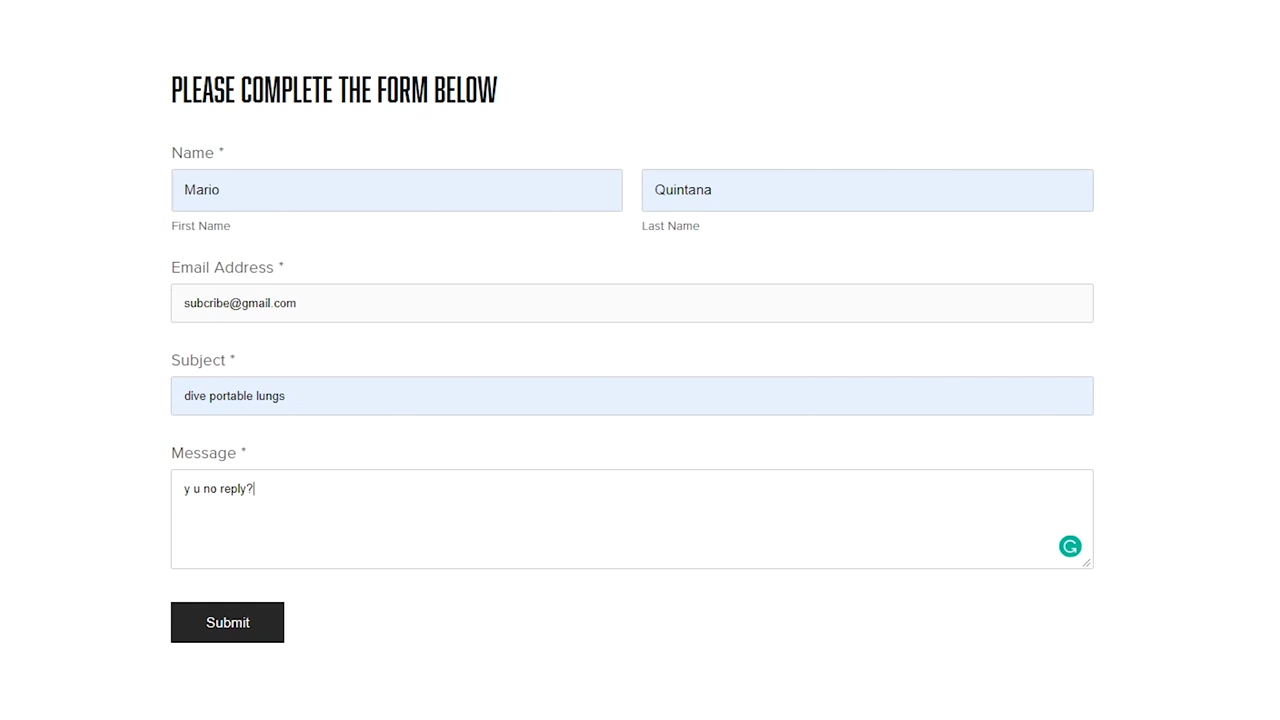 PLEASE COMPLETE THE FORM BELOW
Name *
Mario Quintana
First Name Last Name
Email Address *
subcribe@gmail.com
Subject *
dive portable lungs
Message *
y u no reply?
Submit